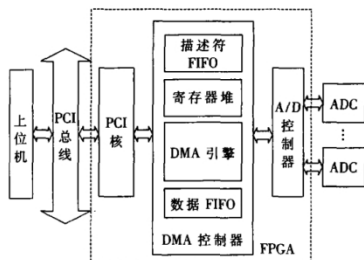 上位机
PCI
总线
PCI
核
描述符
FIFO
寄存器堆
DMA 引擎
数据 FIFO
DMA 控制器
A/D
控制器
ADC
ADC
FPGA